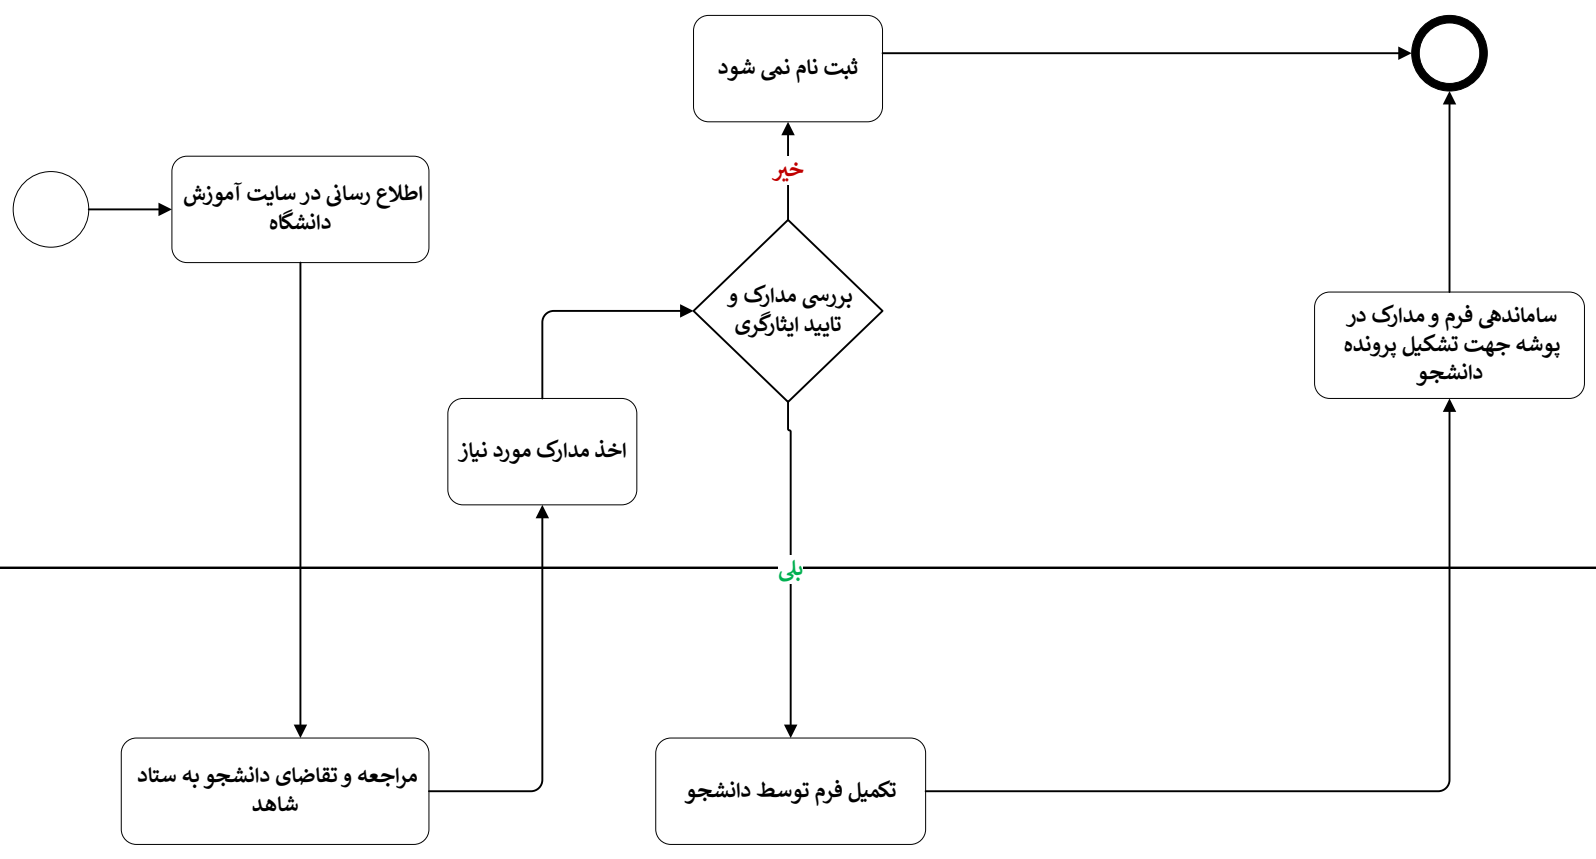 ثبت نام نمی شود
خیر
اطلاع رسانی در سایت آموزش
دانشگاه
بررسی مدارک و
تایید ایثارگری
ساماندهی فرم و مدارک در
پوشه جهت تشکیل پرونده
دانشجو
اخذ مدارک مورد نیاز
بلی
مراجعه و تقاضای دانشجو به ستاد
شاهد
تکمیل فرم توسط دانشجو